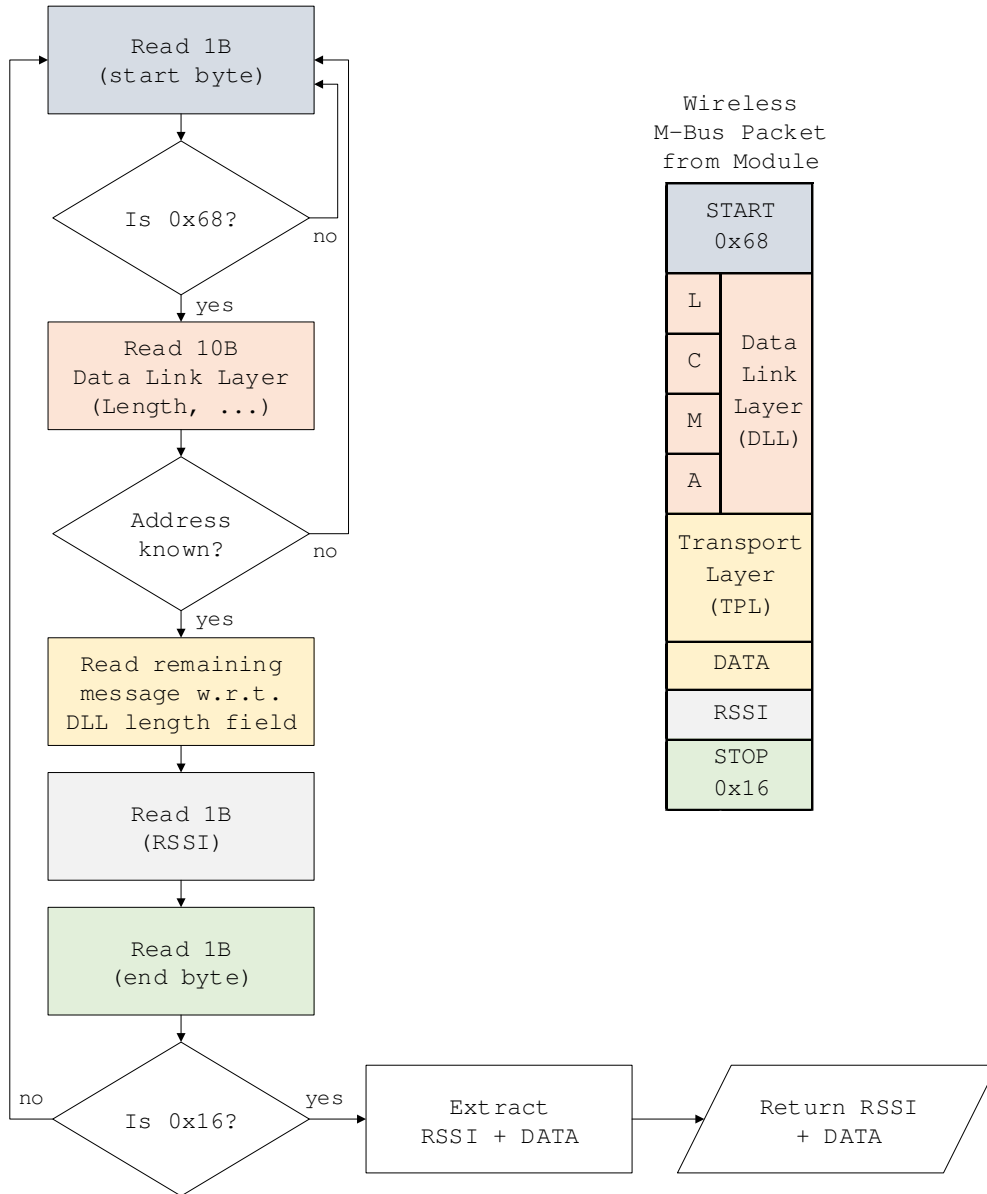 Read 1B
(start byte)
Is 0x68?
no
yes
Read 10B
Data Link Layer
(Length, ...)
Address
known?
no
yes
Read remaining
message w.r.t.
DLL length field
Read 1B
(RSSI)
Read 1B
(end byte)
no
Is 0x16?
yes
Extract
RSSI + DATA
Return RSSI
+ DATA
Wireless
M-Bus Packet
from Module
START
0x68
L
C
M
A
Data
Link
Layer
(DLL)
Transport
Layer
(TPL)
DATA
RSSI
STOP
0x16